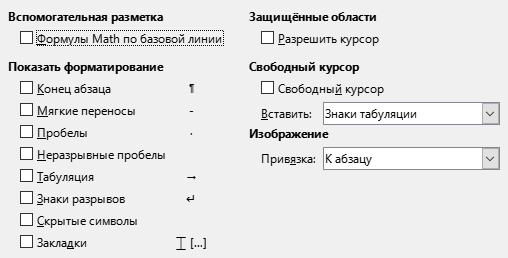 Вспомогательная разметка
Формулы Math по базовой линии
Показать форматирование
Конец абзаца ¶
Мягкие переносы -
Пробелы ·
Неразрывные пробелы
Табуляция →
Знаки разрывов ↵
Скрытые символы
Закладки [...]
Защищённые области
Разрешить курсор
Свободный курсор
Свободный курсор
Вставить: Знаки табуляции
Изображение
Привязка: К абзацу